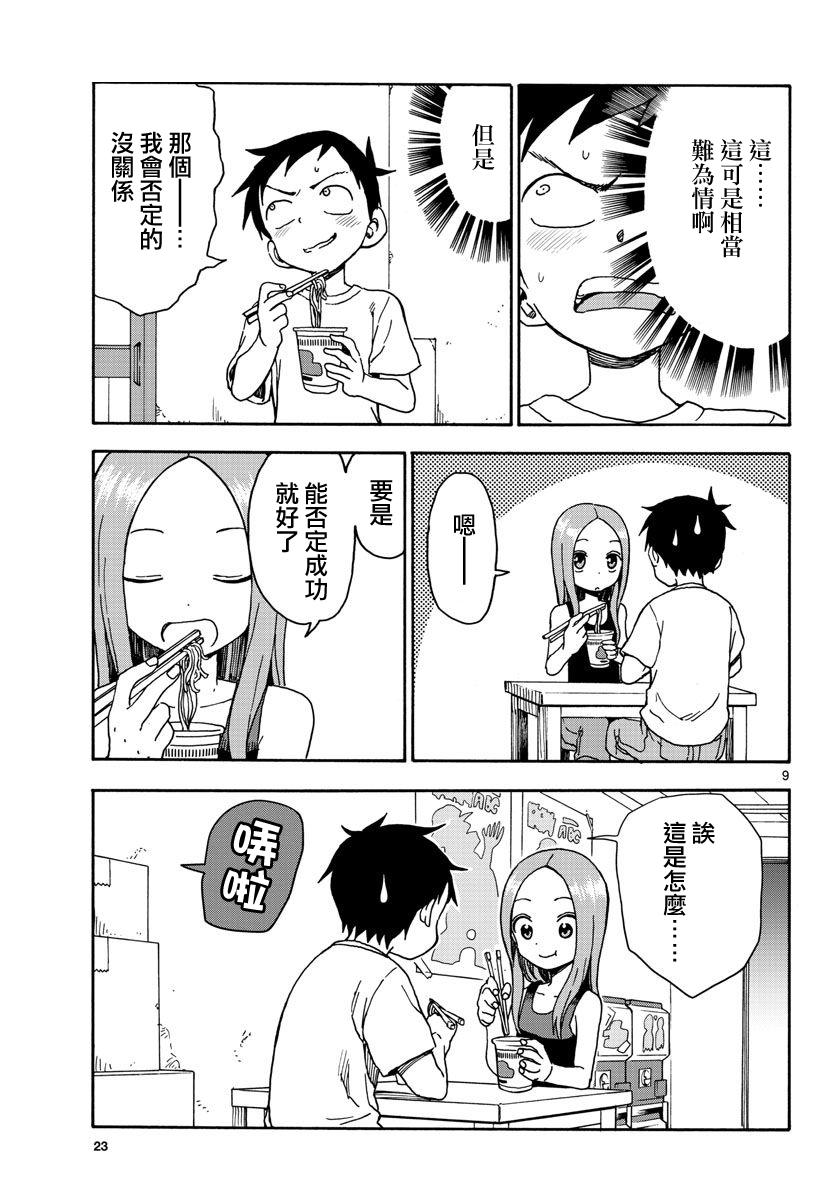 這……
這可是相當
難為情啊
但是
那個——…
我會否定的
沒關係
嗯——
要是
能否定成功
就好了
9
誒
這是怎麼……
哢
啦
ABC
ABC
23